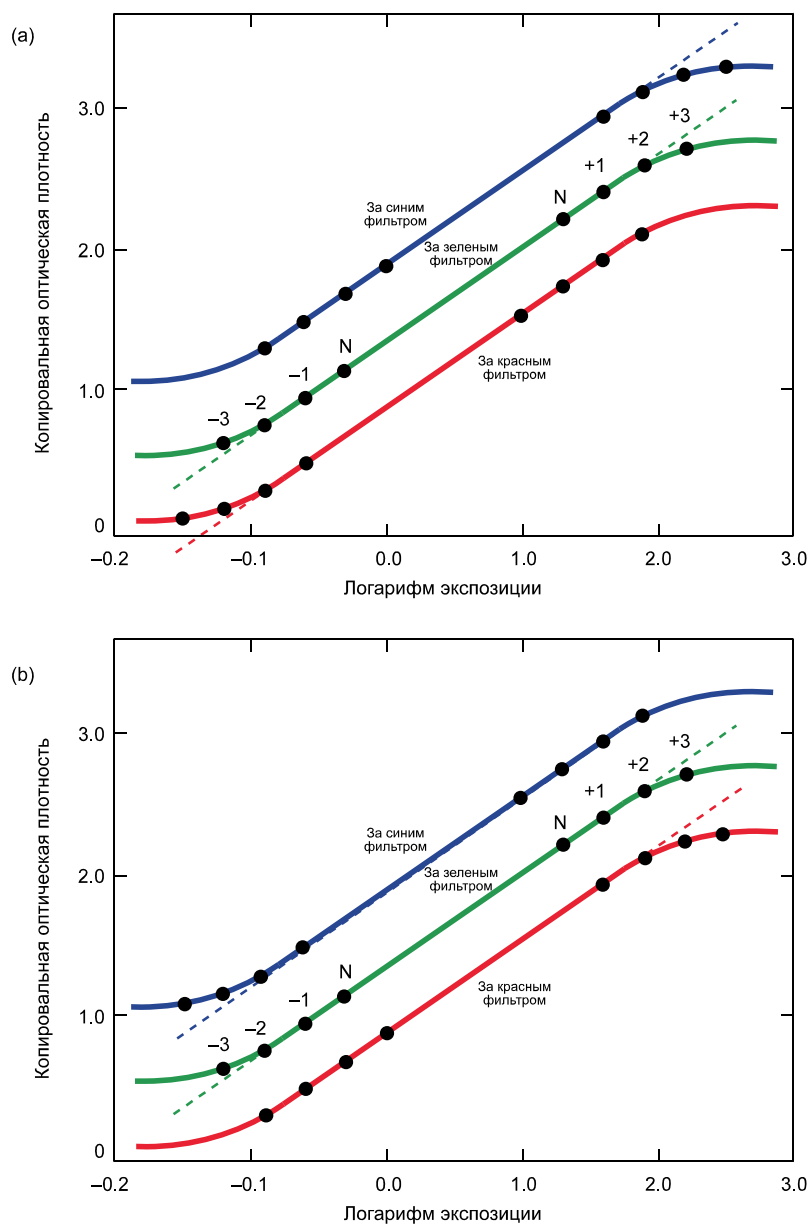 (a)
Копировальная оптическая плотность
3.0
2.0
1.0
0
+3
+2
+1
N
За синим
фильтром
За зеленым
фильтром
N
–1
–2
–3
За красным
фильтром
–0.2
–0.1
0.0
1.0
2.0
3.0
Логарифм экспозиции
(b)
Копировальная оптическая плотность
3.0
2.0
1.0
0
+3
+2
+1
N
За синим
фильтром
За зеленым
фильтром
N
–1
–2
–3
За красным
фильтром
–0.2
–0.1
0.0
1.0
2.0
3.0
Логарифм экспозиции